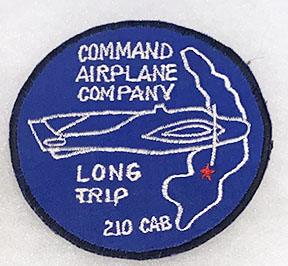 COMMAND
AIRPLANE
COMPANY
LONG
TRIP
210 CAB